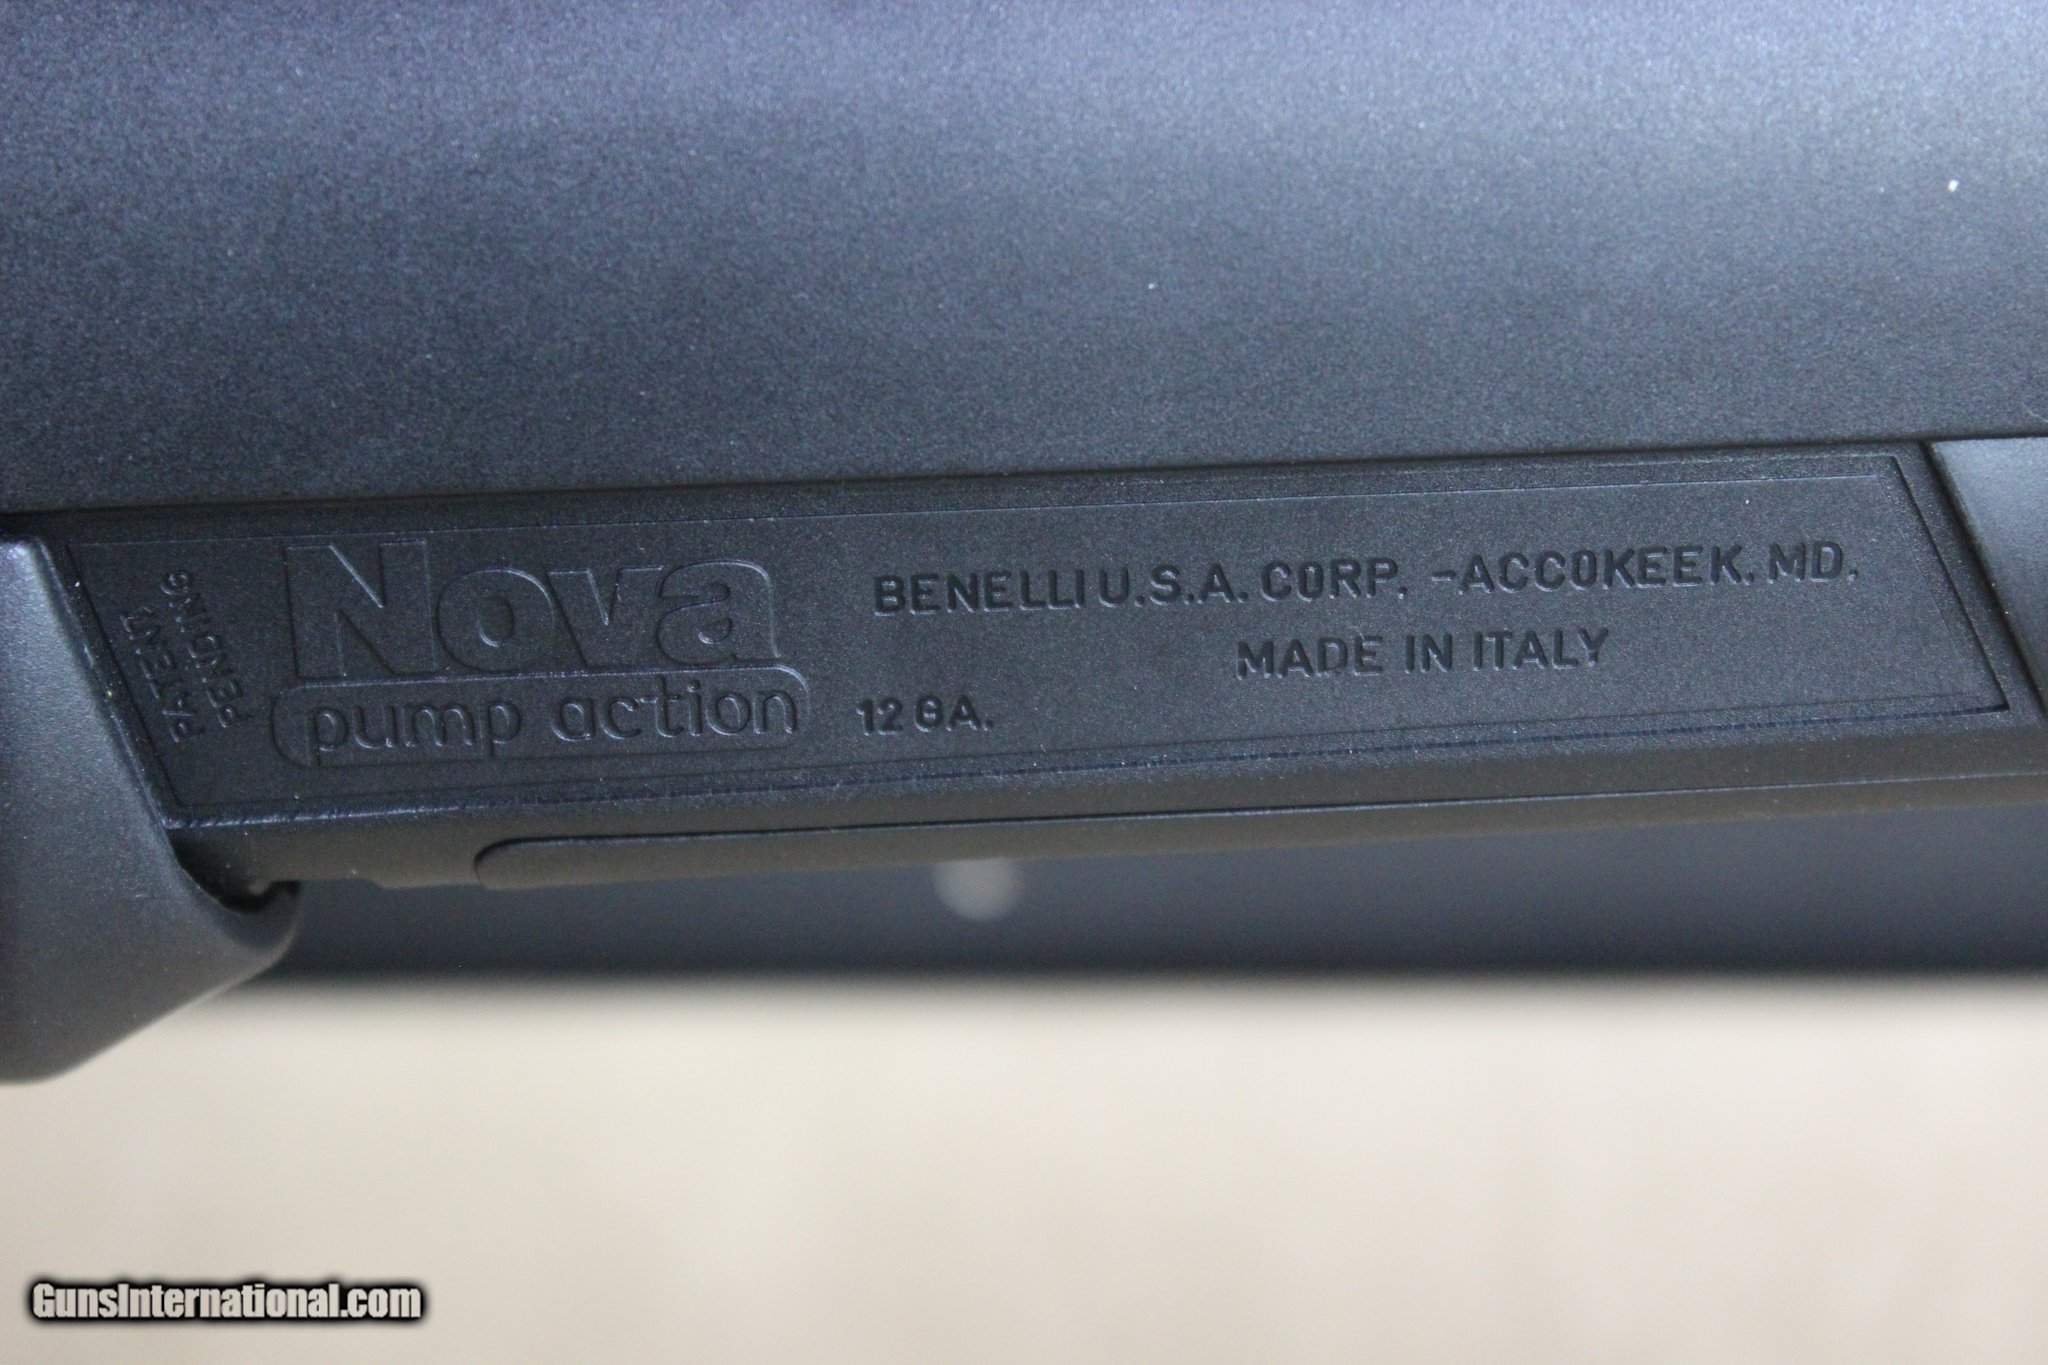 PATENT
PENDING
Nova
pump action
12 GA.
BENELLI U.S.A. CORP. -ACCOKEEK. MD.
MADE IN ITALY
GunsInternational.com